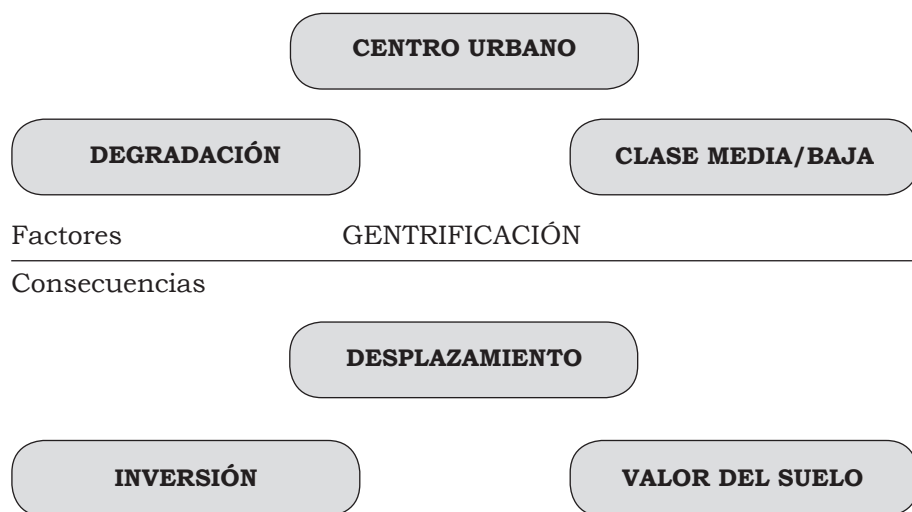 CENTRO URBANO
DEGRADACIÓN
CLASE MEDIA/BAJA
Factores GENTRIFICACIÓN
Consecuencias
DESPLAZAMIENTO
INVERSIÓN
VALOR DEL SUELO